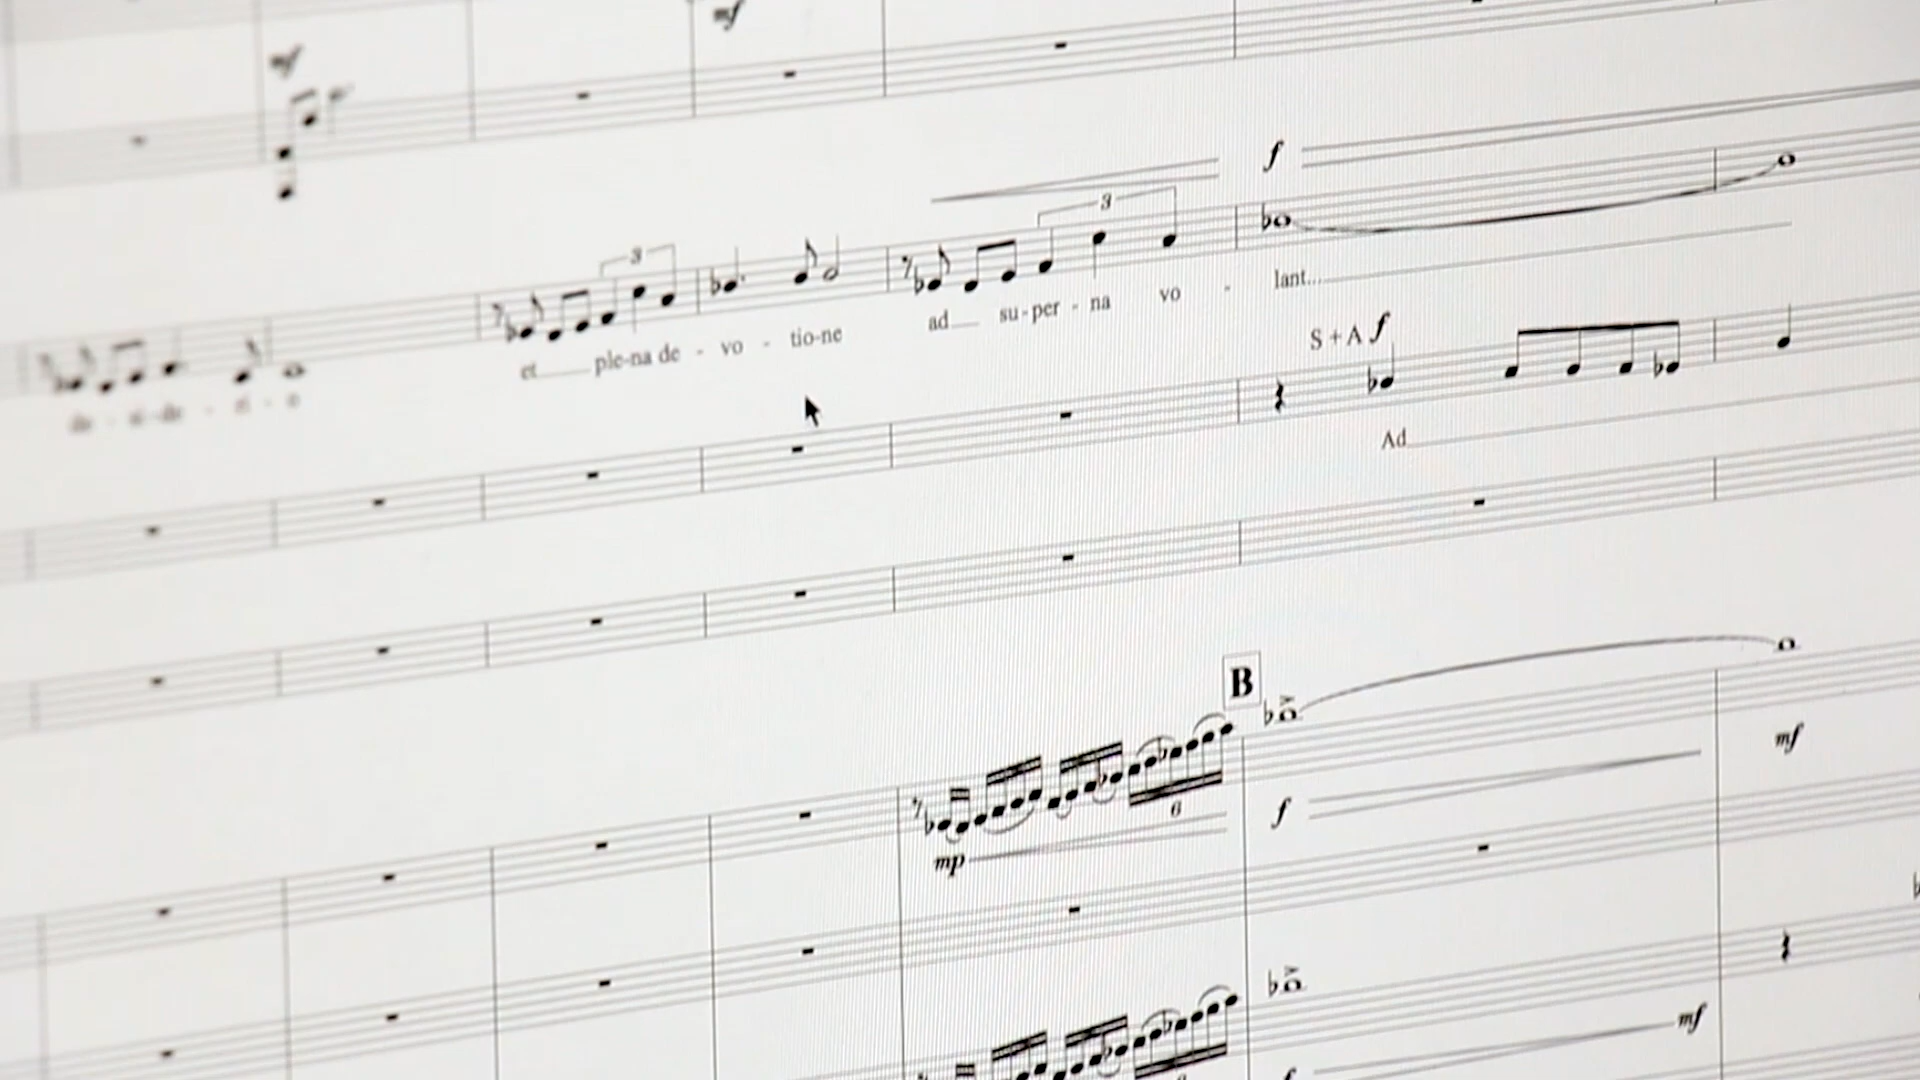 mf
mf
f
3
3
et ple-na de - vo - tio-ne ad su-per - na vo - lant...
S + A f
Ad
B
mf
6
f
mp
mf